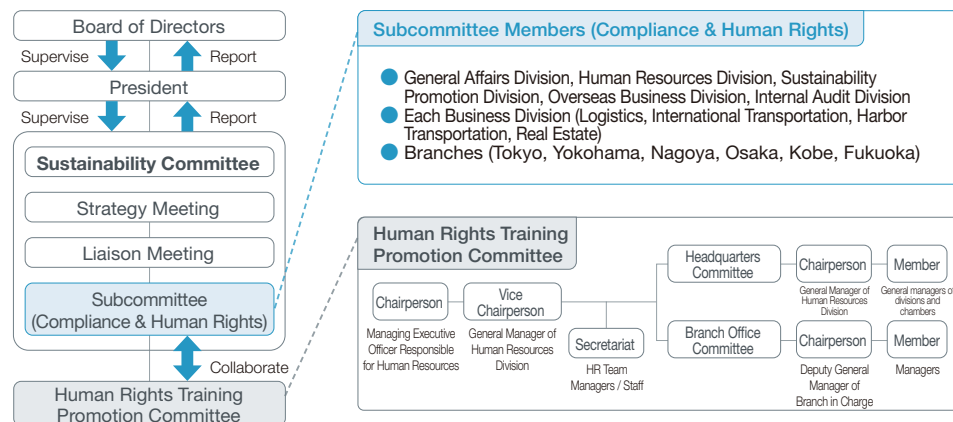 Board of Directors
Supervise
Report
President
Supervise
Report
Sustainability Committee
Strategy Meeting
Liaison Meeting
Subcommittee
(Compliance & Human Rights)
Collaborate
Human Rights Training
Promotion Committee
Subcommittee Members (Compliance & Human Rights)
● General Affairs Division, Human Resources Division, Sustainability
Promotion Division, Overseas Business Division, Internal Audit Division
● Each Business Division (Logistics, International Transportation, Harbor
Transportation, Real Estate)
● Branches (Tokyo, Yokohama, Nagoya, Osaka, Kobe, Fukuoka)
Human Rights Training
Promotion Committee
Chairperson
Managing Executive
Officer Responsible
for Human Resources
Vice
Chairperson
General Manager of
Human Resources
Division
Secretariat
HR Team
Managers / Staff
Headquarters
Committee
Chairperson
General Manager of
Human Resources
Division
Member
General managers of
divisions and
chambers
Branch Office
Committee
Chairperson
Deputy General
Manager of
Branch in Charge
Member
Managers